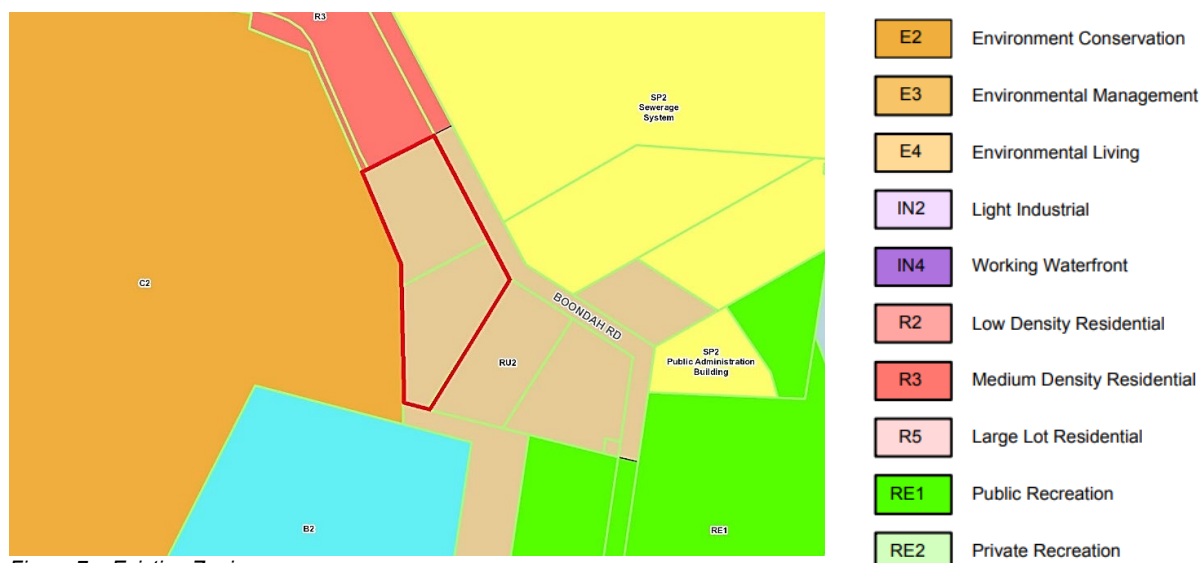 R3
SP2
Sewerage
System
C2
BOONDAH RD
RU2
SP2
Public Administration
Building
B2
RE1
E2 Environment Conservation
E3 Environmental Management
E4 Environmental Living
IN2 Light Industrial
IN4 Working Waterfront
R2 Low Density Residential
R3 Medium Density Residential
R5 Large Lot Residential
RE1 Public Recreation
RE2 Private Recreation